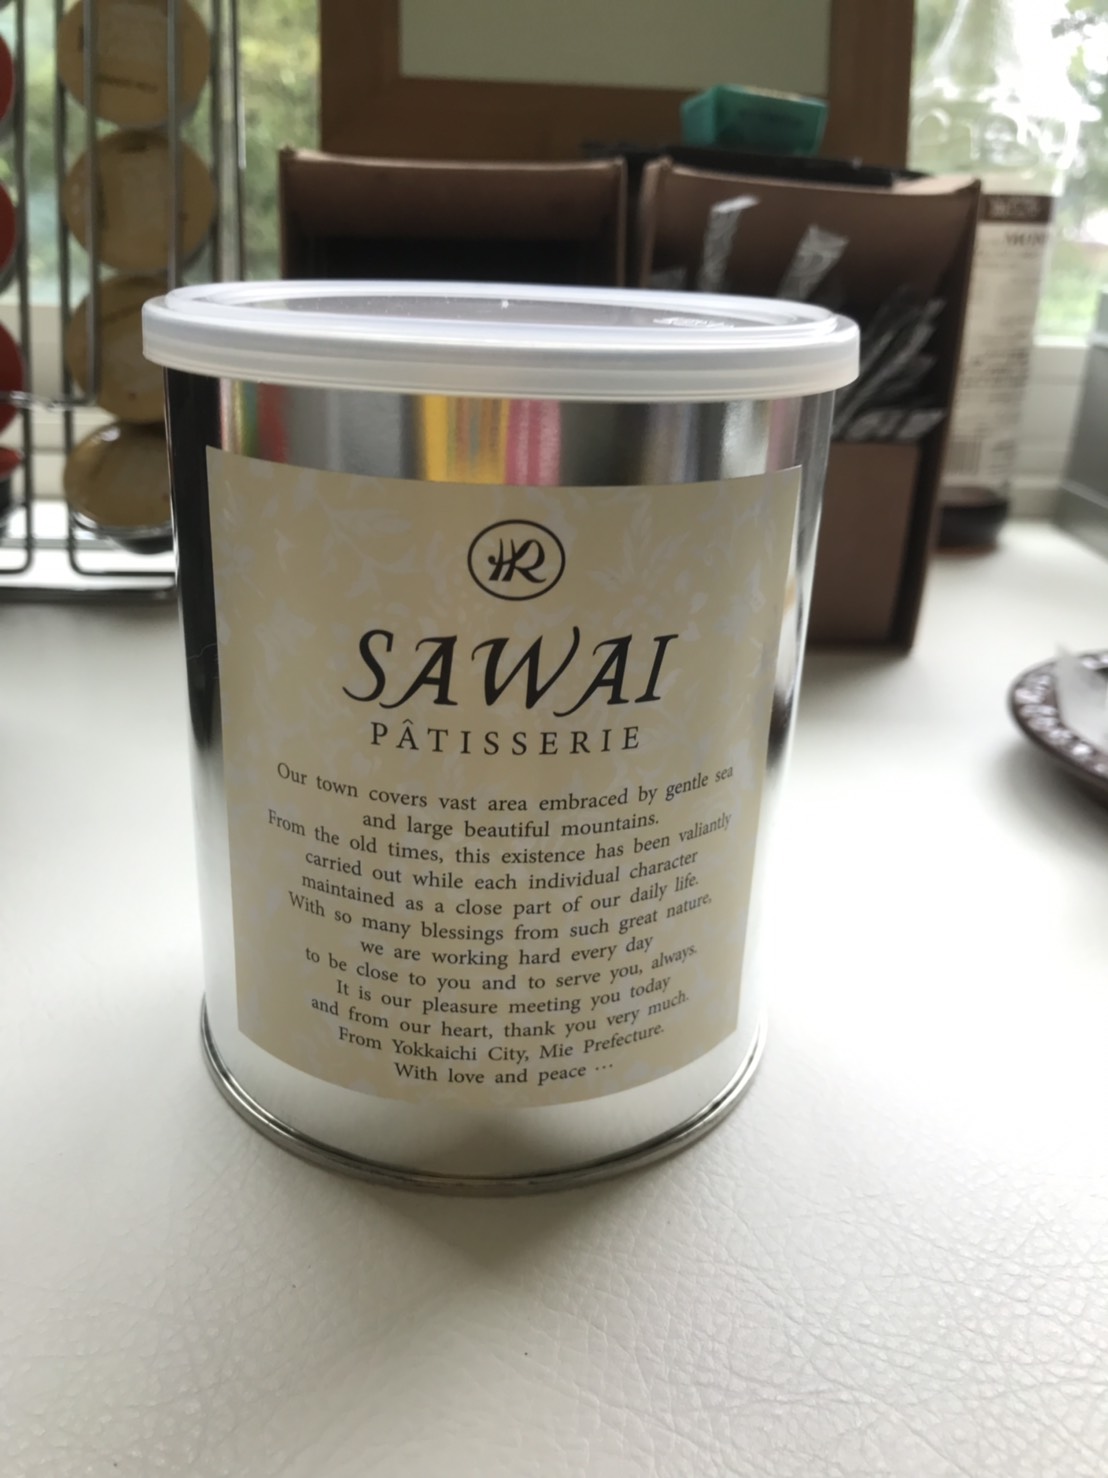 HR
SAWAI
PÂTISSERIE
Our town covers vast area embraced by gentle sea
and large beautiful mountains.
From the old times, this existence has been valiantly
carried out while each individual character
maintained as a close part of our daily life.
With so many blessings from such great nature,
we are working hard every day
to be close to you and to serve you, always.
It is our pleasure meeting you today
and from our heart, thank you very much.
From Yokkaichi City, Mie Prefecture.
With love and peace ···